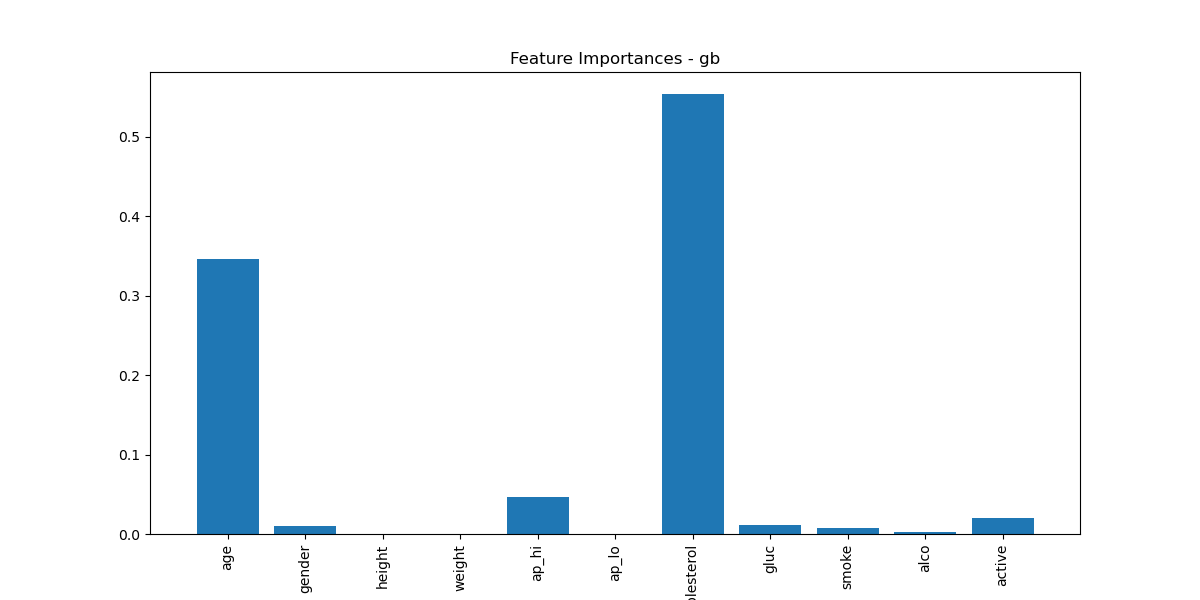 Feature Importances - gb
0.5
0.4
0.3
0.2
0.1
0.0
age
gender
height
weight
ap_hi
ap_lo
olesterol
gluc
smoke
alco
active